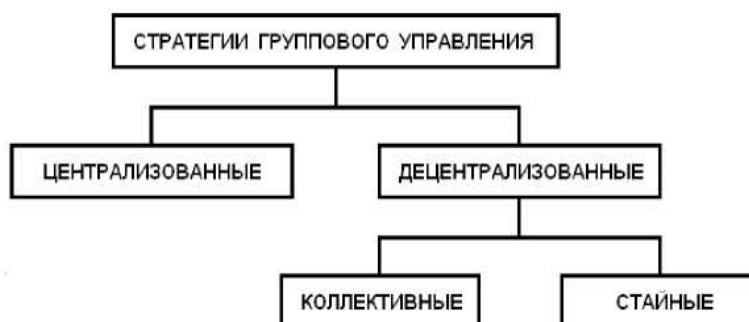 СТРАТЕГИИ ГРУППОВОГО УПРАВЛЕНИЯ
ЦЕНТРАЛИЗОВАННЫЕ
ДЕЦЕНТРАЛИЗОВАННЫЕ
КОЛЛЕКТИВНЫЕ
СТАЙНЫЕ